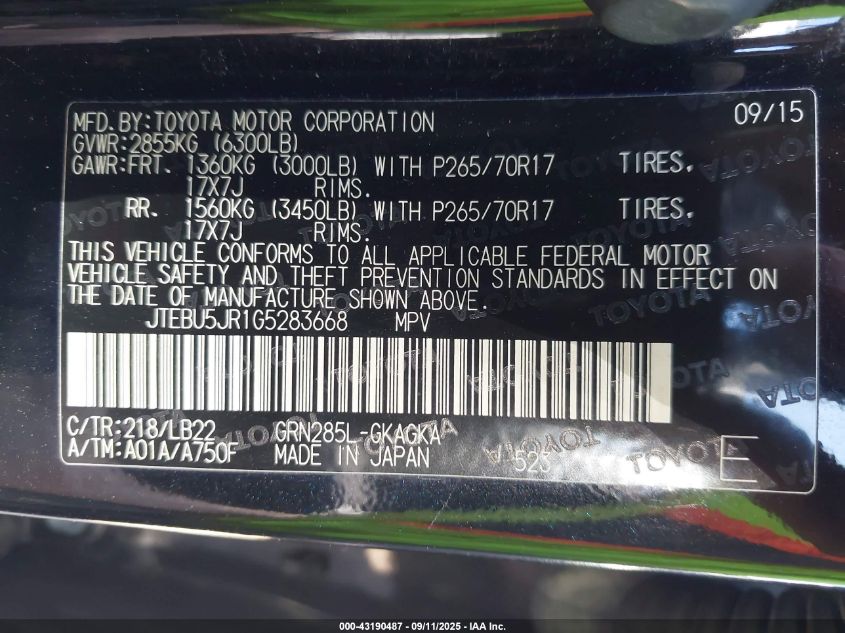 MFD.BY:TOYOTA MOTOR CORPORATION 09/15
GVWR:2855KG (6300LB)
GAWR:FRT. 1360KG (3000LB) WITH P265/70R17 TIRES.
17X7J RIMS.
RR. 1560KG (3450LB) WITH P265/70R17 TIRES.
17X7J RIMS.
THIS VEHICLE CONFORMS TO ALL APPLICABLE FEDERAL MOTOR
VEHICLE SAFETY AND THEFT PREVENTION STANDARDS IN EFFECT ON
THE DATE OF MANUFACTURE SHOWN ABOVE.
JTEBU5JR1G5283668 MPV
C/TR:218/LB22 GRN285L-GKAGKA
A/TM:A01A/A750F MADE IN JAPAN 523 E
TOYOTA
000-43190487 - 09/11/2025 - IAA Inc.